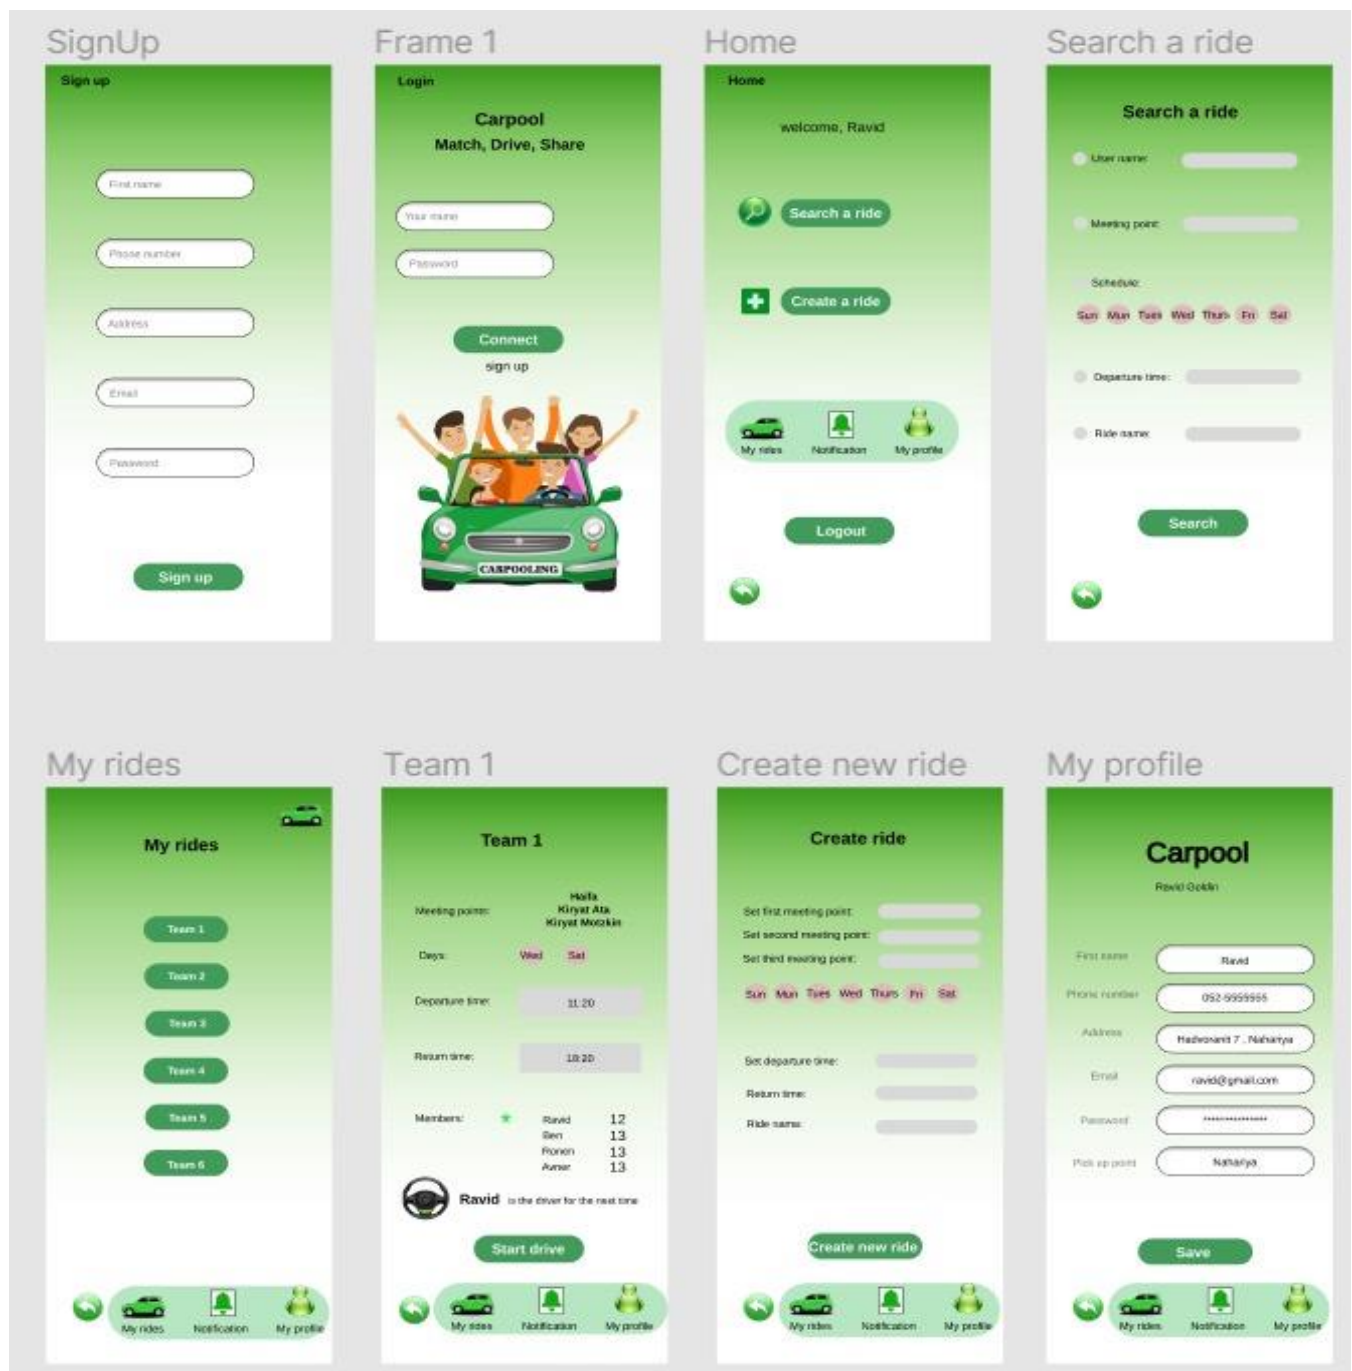 SignUp
Sign up
First name
Phone number
Address
Email
Password
Sign up
Frame 1
Login
Carpool
Match, Drive, Share
Your name
Password
Connect
sign up
CARPOOLING
Home
Home
welcome, Ravid
Search a ride
Create a ride
My rides Notification My profile
Logout
Search a ride
Search a ride
User name:
Meeting point:
Schedule:
Sun Mun Tues Wed Thurs Fri Sat
Departure time:
Ride name:
Search
My rides
My rides
Team 1
Team 2
Team 3
Team 4
Team 5
Team 6
My rides Notification My profile
Team 1
Team 1
Meeting points: Haifa
Kiryat Ata
Kiryat Motzkin
Days: Wed Sat
Departure time: 11:20
Return time: 18:20
Members: Ravid 12
Ben 13
Ronen 13
Avner 13
Ravid is the driver for the next time
Start drive
My rides Notification My profile
Create new ride
Create ride
Set first meeting point:
Set second meeting point:
Set third meeting point:
Sun Mun Tues Wed Thurs Fri Sat
Set departure time:
Return time:
Ride name:
Create new ride
My rides Notification My profile
My profile
Carpool
Ravid Goldin
First name Ravid
Phone number 052-5555555
Address 7 , Nahariya
Email ravid@gmail.com
Password ****************
Pick up point Nahariya
Save
My rides Notification My profile